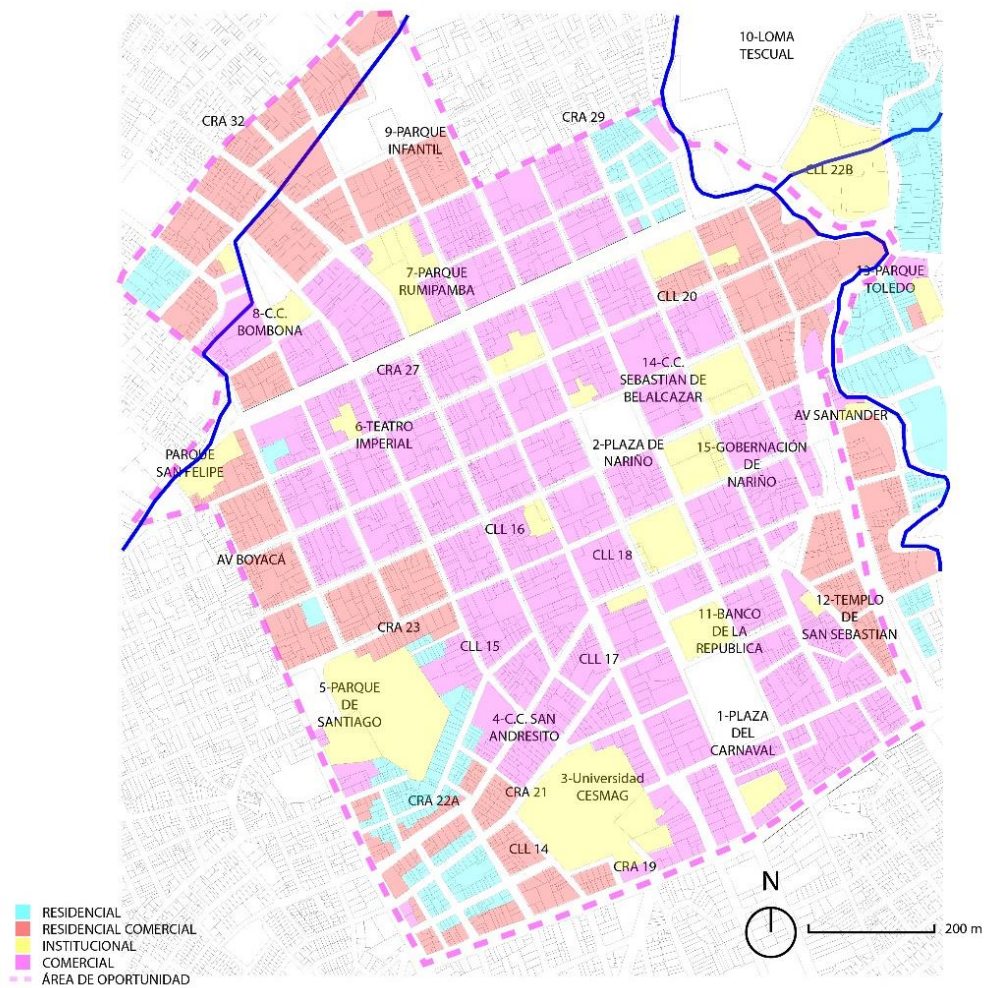 10-LOMA
TESCUAL
CRA 32
CRA 29
9-PARQUE
INFANTIL
CLL 22B
7-PARQUE
RUMIPAMBA
13-PARQUE
TOLEDO
CLL 20
8-C.C.
BOMBONA
CRA 27
14-C.C.
SEBASTIAN DE
BELALCAZAR
AV SANTANDER
6-TEATRO
IMPERIAL
2-PLAZA DE
NARIÑO
15-GOBERNACIÓN
DE
NARIÑO
PARQUE
SAN FELIPE
CLL 16
CLL 18
AV BOYACÁ
12-TEMPLO
DE
SAN SEBASTIAN
11-BANCO
DE LA
REPUBLICA
CRA 23
CLL 15
CLL 17
5-PARQUE
DE
SANTIAGO
4-C.C. SAN
ANDRESITO
1-PLAZA
DEL
CARNAVAL
3-Universidad
CESMAG
CRA 21
CRA 22A
CLL 14
CRA 19
N
200 m
RESIDENCIAL
RESIDENCIAL COMERCIAL
INSTITUCIONAL
COMERCIAL
ÁREA DE OPORTUNIDAD